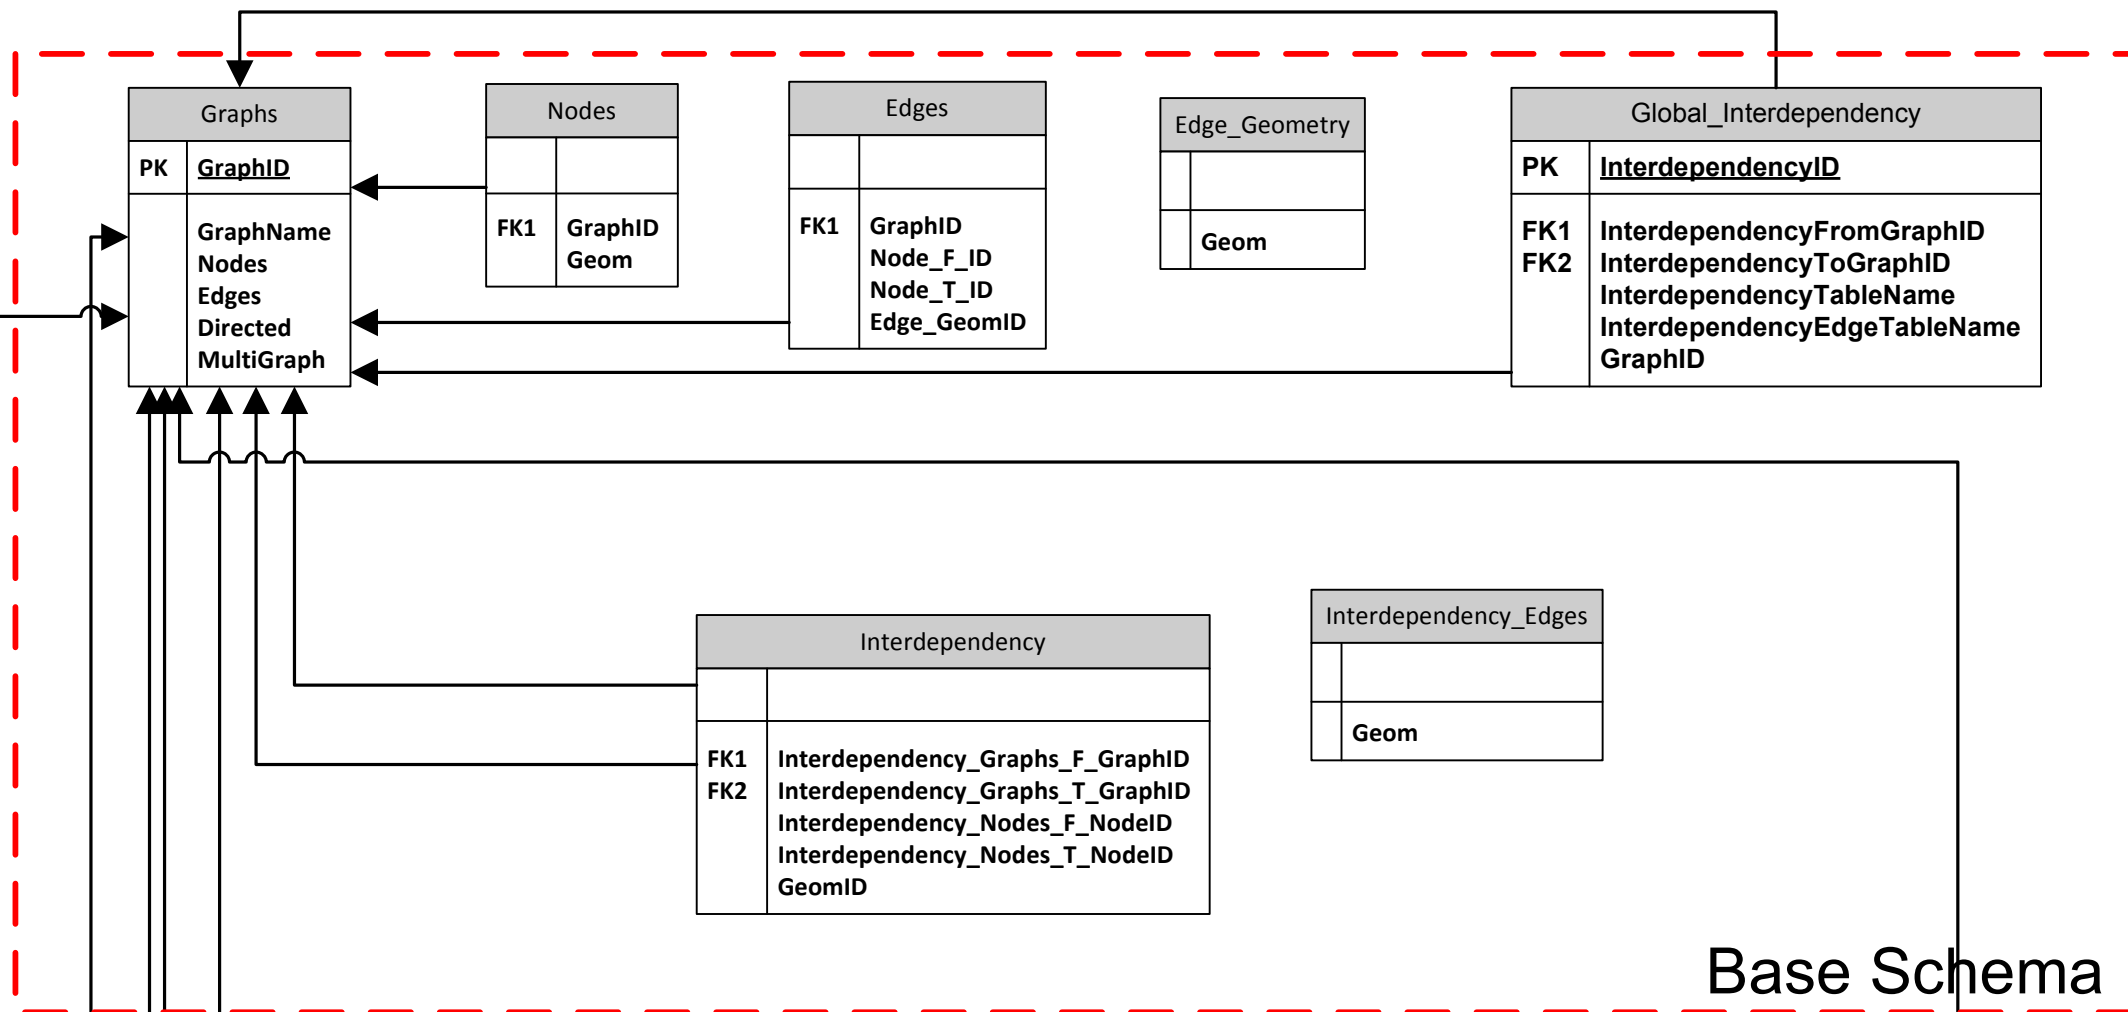 Graphs
PK GraphID
GraphName
Nodes
Edges
Directed
MultiGraph
Nodes
FK1 GraphID
Geom
Edges
FK1 GraphID
Node_F_ID
Node_T_ID
Edge_GeomID
Edge_Geometry
Geom
Global_Interdependency
PK InterdependencyID
FK1 InterdependencyFromGraphID
FK2 InterdependencyToGraphID
InterdependencyTableName
InterdependencyEdgeTableName
GraphID
Interdependency
FK1 Interdependency_Graphs_F_GraphID
FK2 Interdependency_Graphs_T_GraphID
Interdependency_Nodes_F_NodeID
Interdependency_Nodes_T_NodeID
GeomID
Interdependency_Edges
Geom
Base Schema